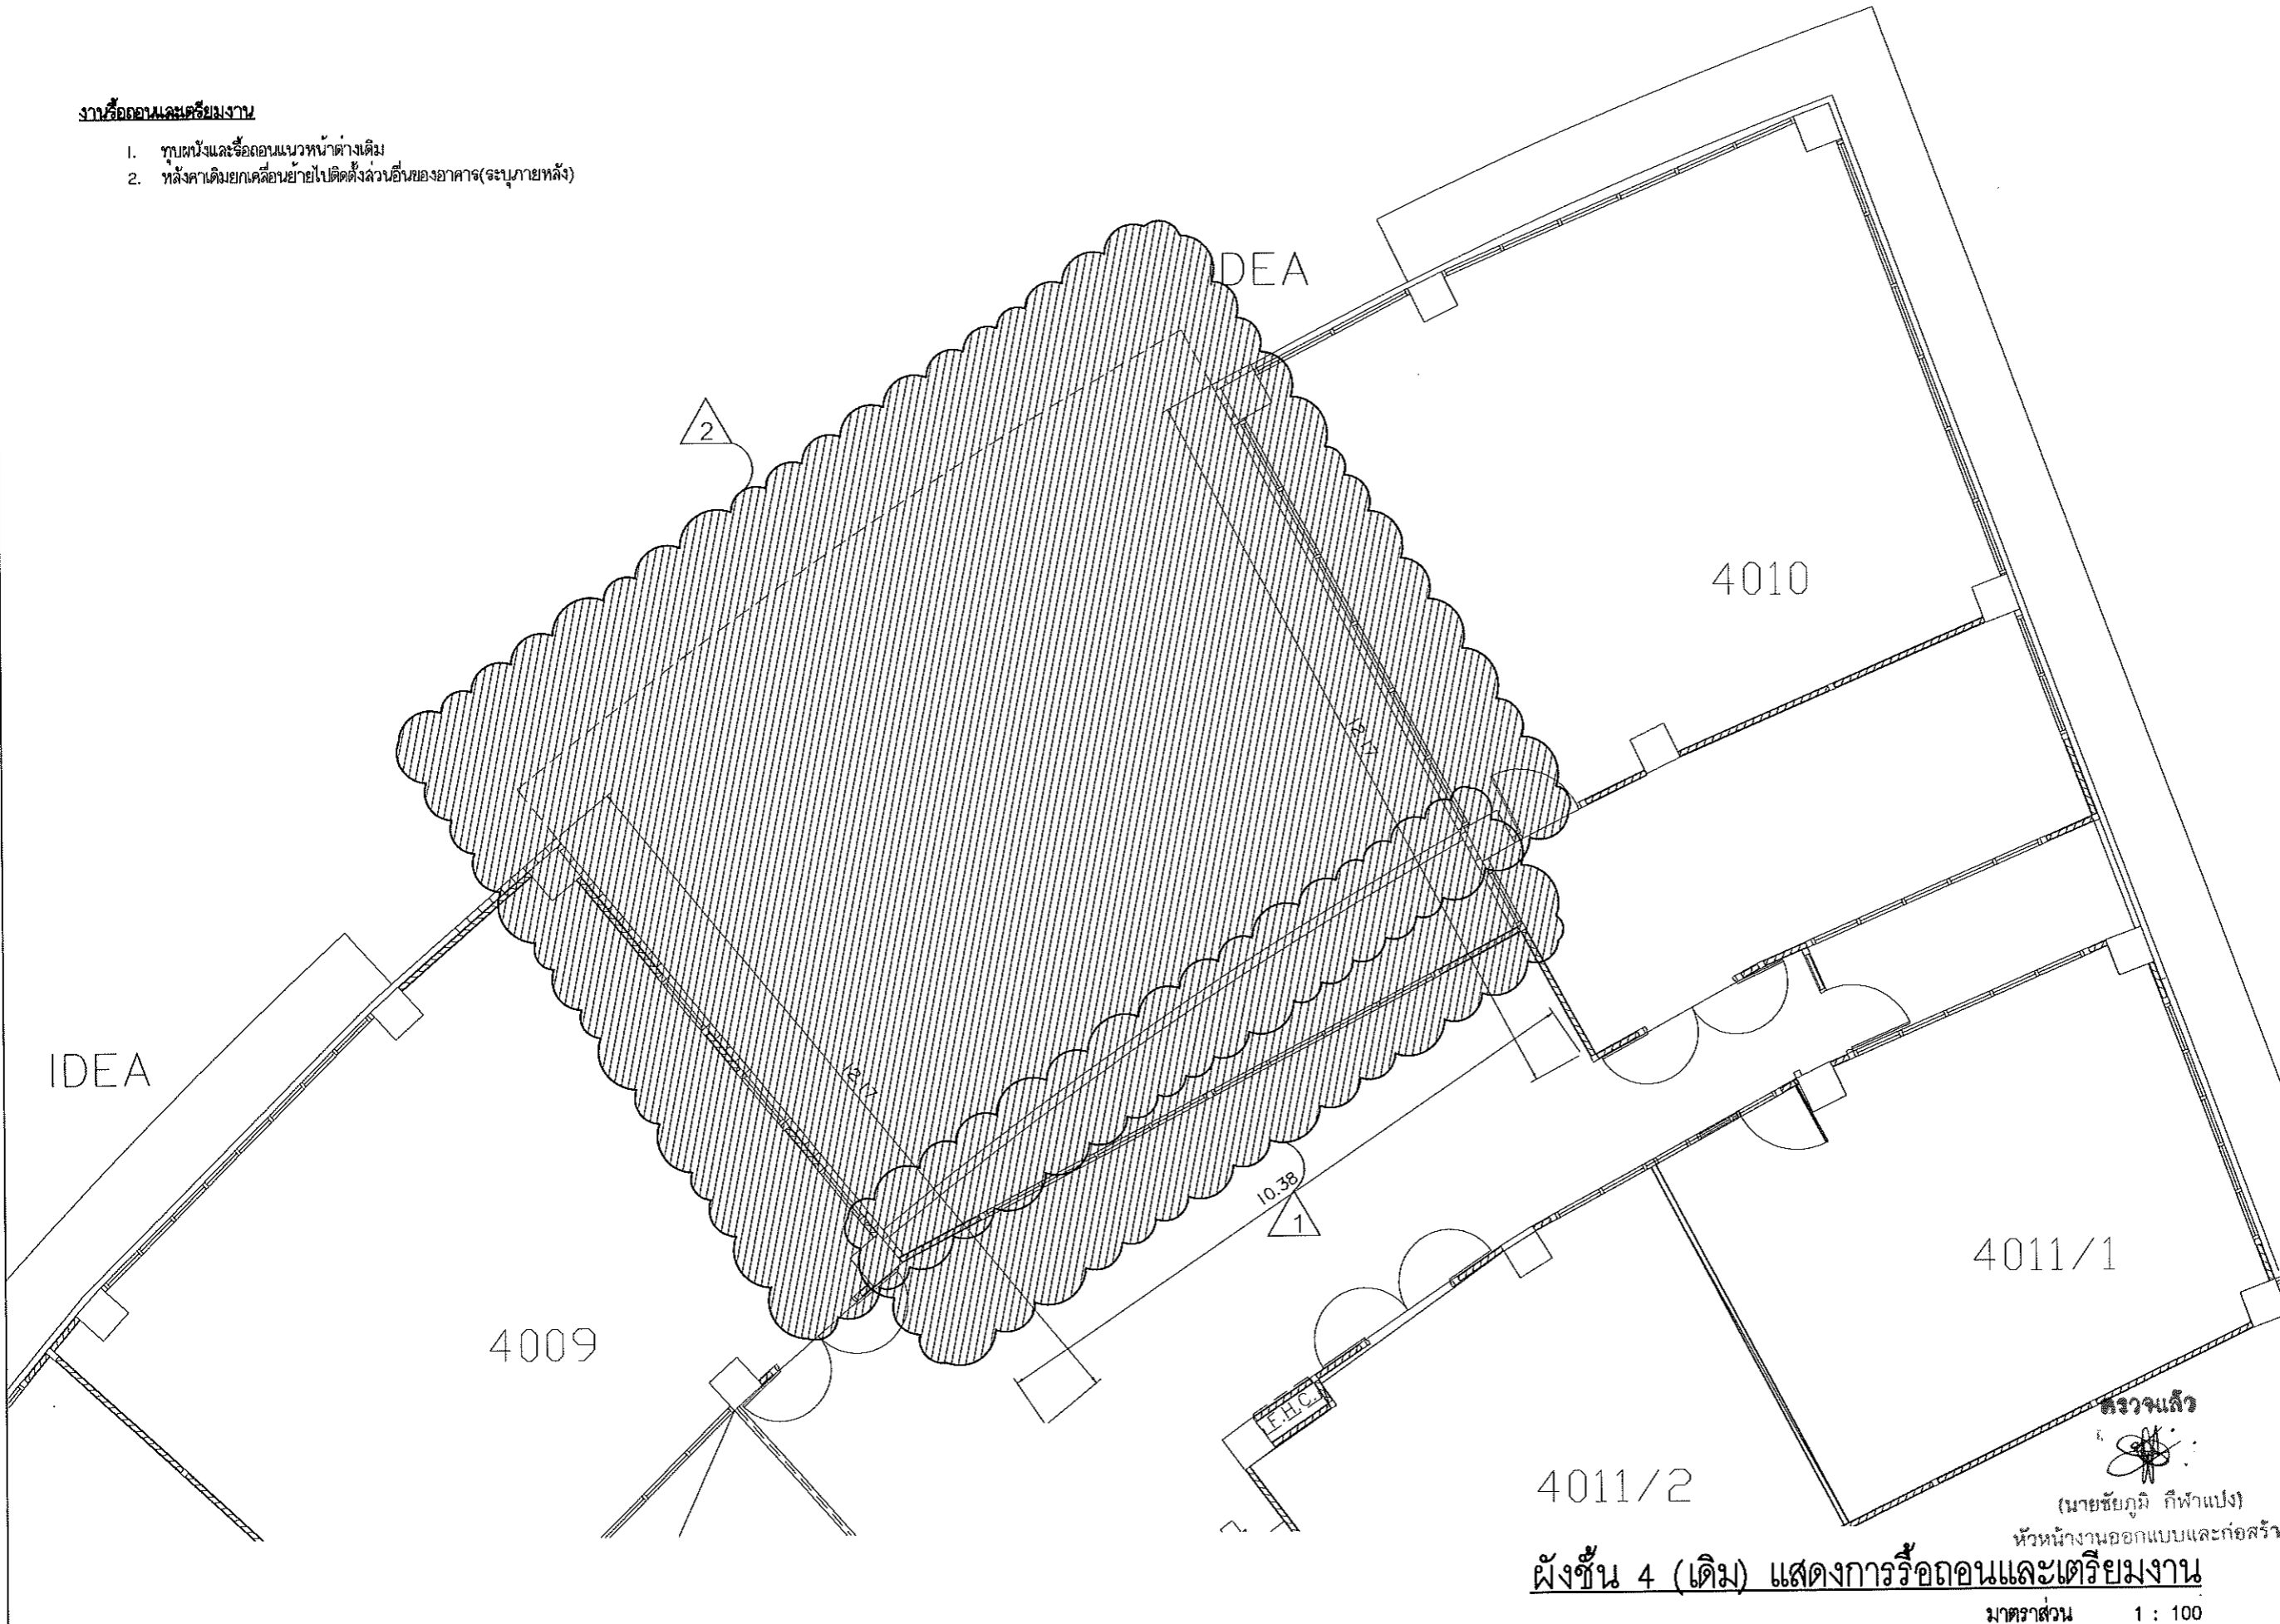 งานรื้อถอนและเตรียมงาน
1. ทุบผนังและรื้อถอนแนวหน้าต่างเดิม
2. หลังคาเดิมยกเคลื่อนย้ายไปติดตั้งส่วนอื่นของอาคาร(ระบุภายหลัง)
DEA
2
4010
12.17
IDEA
12.17
10.38
1
4011/1
4009
F.H.C.
4011/2
ตรวจแล้ว
(นายชัยภูมิ กีฬาแปง)
หัวหน้างานออกแบบและก่อสร้า
ผังชั้น 4 (เดิม) แสดงการรื้อถอนและเตรียมงาน
มาตราส่วน 1 : 100